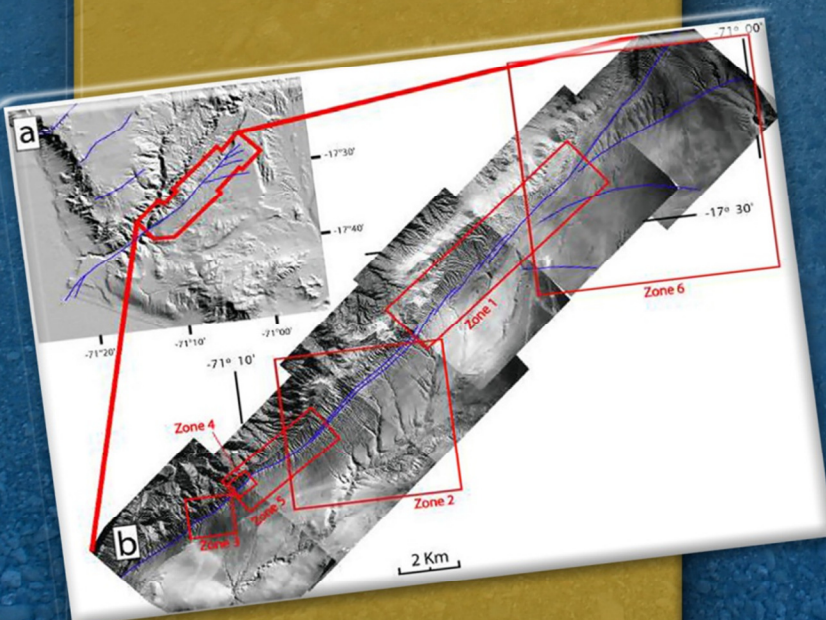 a
-17°30'
-17°40'
-71°20'
-71°10'
-71°00'
-71° 00'
-17° 30'
Zone 6
Zone 1
-71° 10'
Zone 4
Zone 5
Zone 2
Zone 3
b
2 Km